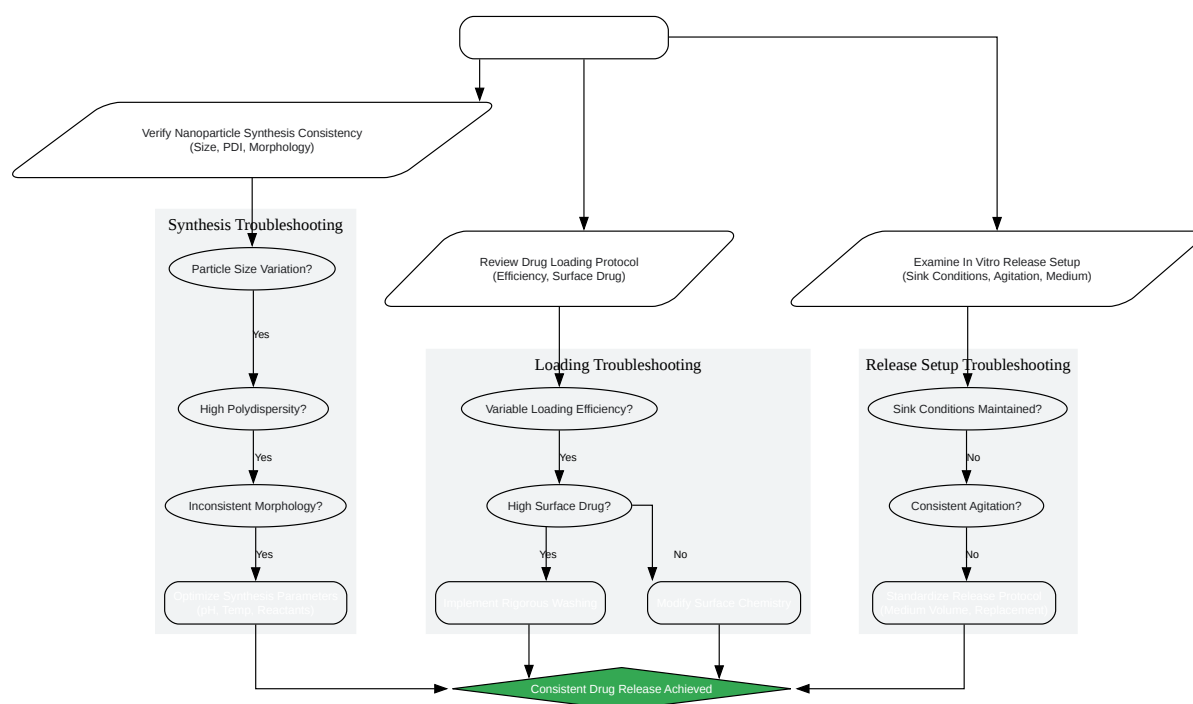 Verify Nanoparticle Synthesis Consistency
(Size, PDI, Morphology)
Synthesis Troubleshooting
Particle Size Variation?
Yes
High Polydispersity?
Yes
Inconsistent Morphology?
Yes
Optimize Synthesis Parameters
(pH, Temp, Reactants)
Review Drug Loading Protocol
(Efficiency, Surface Drug)
Loading Troubleshooting
Variable Loading Efficiency?
Yes
High Surface Drug?
Yes
No
Implement Rigorous Washing
Modify Surface Chemistry
Examine In Vitro Release Setup
(Sink Conditions, Agitation, Medium)
Release Setup Troubleshooting
Sink Conditions Maintained?
No
Consistent Agitation?
No
Standardize Release Protocol
(Medium Volume, Replacement)
Consistent Drug Release Achieved